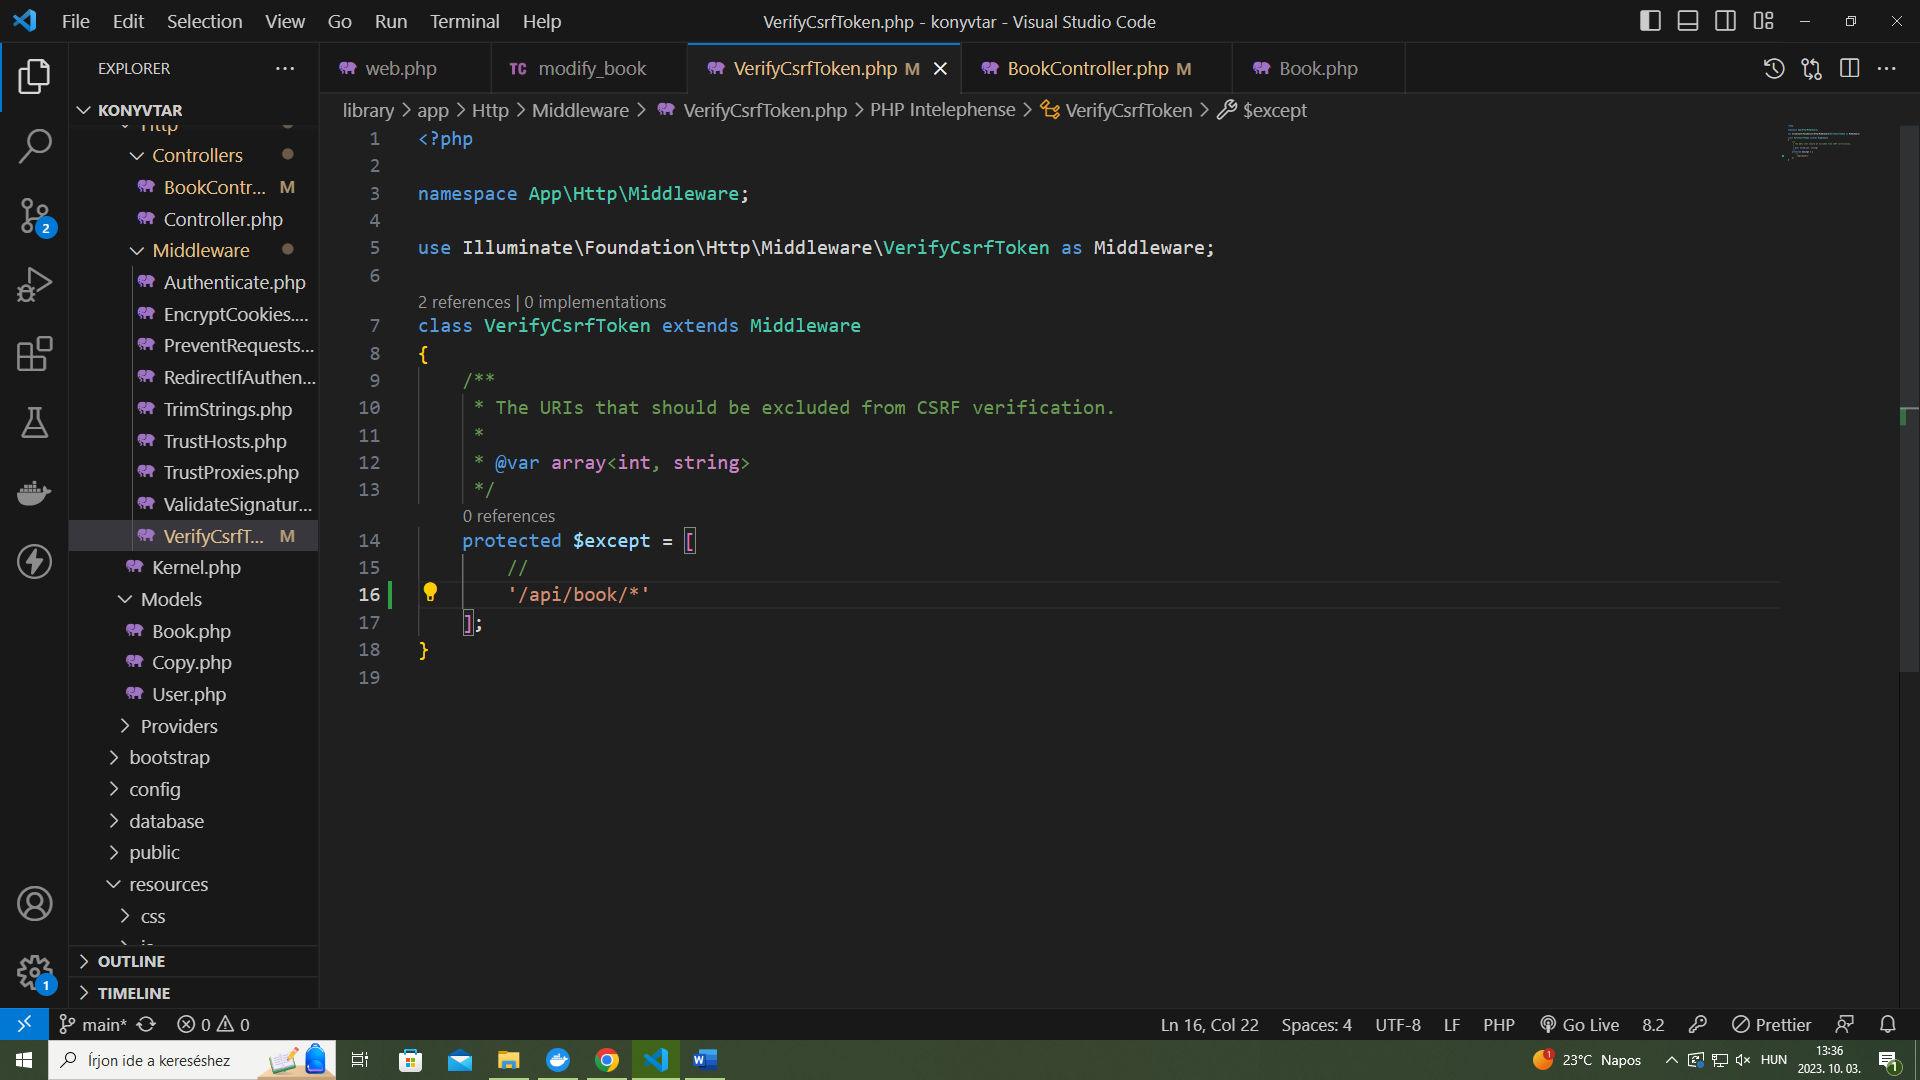 File Edit Selection View Go Run Terminal Help
VerifyCsrfToken.php - konyvtar - Visual Studio Code
EXPLORER
web.php
TC modify_book
VerifyCsrfToken.php M
BookController.php M
Book.php
KONYVTAR
library > app > Http > Middleware > VerifyCsrfToken.php > PHP Intelephense > VerifyCsrfToken > $except
Http
Controllers
BookContr... M
Controller.php
Middleware
Authenticate.php
EncryptCookies....
PreventRequests...
RedirectIfAuthen...
TrimStrings.php
TrustHosts.php
TrustProxies.php
ValidateSignatur...
VerifyCsrfT... M
Kernel.php
Models
Book.php
Copy.php
User.php
Providers
bootstrap
config
database
public
resources
css
OUTLINE
TIMELINE
2
1
1 <?php
2
3 namespace App\Http\Middleware;
4
5 use Illuminate\Foundation\Http\Middleware\VerifyCsrfToken as Middleware;
6
2 references | 0 implementations
7 class VerifyCsrfToken extends Middleware
8 {
9 /**
10 * The URIs that should be excluded from CSRF verification.
11 *
12 * @var array<int, string>
13 */
0 references
14 protected $except = [
15 //
16 '/api/book/*'
17 ];
18 }
19
main* 0 0
Ln 16, Col 22 Spaces: 4 UTF-8 LF PHP Go Live 8.2 Prettier
Írjon ide a kereséshez
1 23°C Napos
HUN
13:36
2023. 10. 03.
1